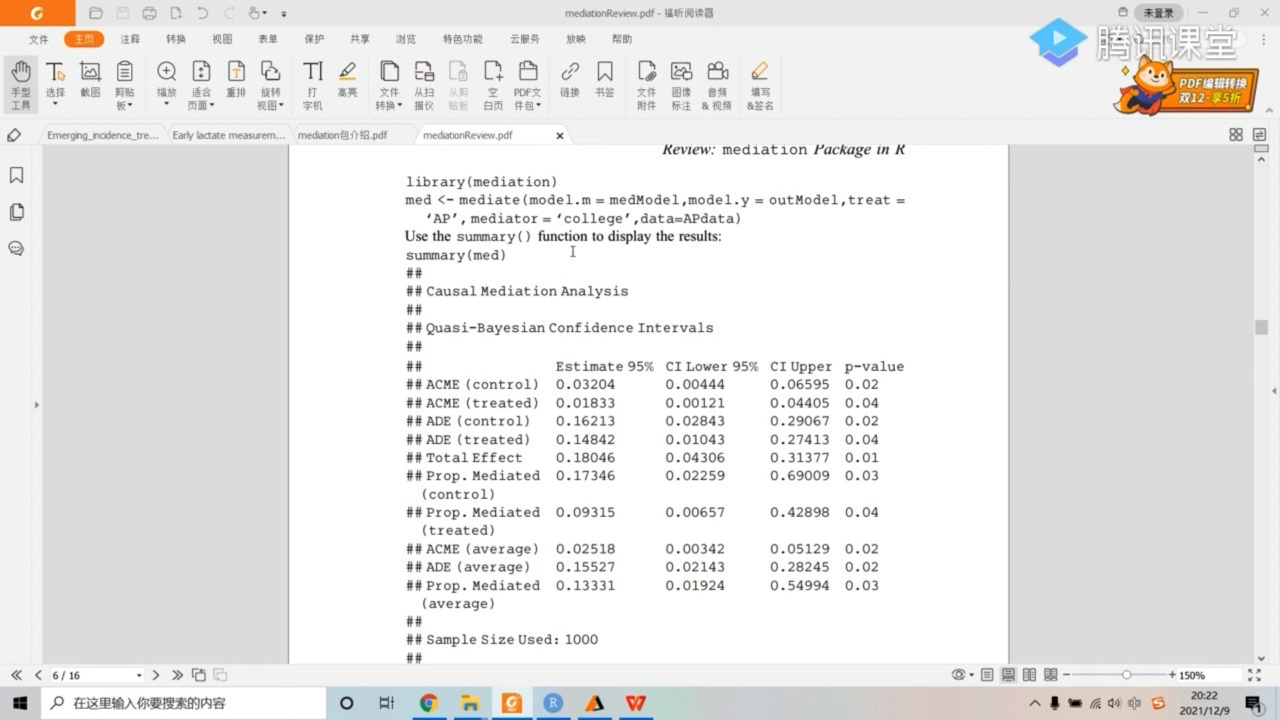 mediationReview.pdf - 福昕阅读器
未登录
文件 主页 注释 转换 视图 表单 保护 共享 浏览 特色功能 云服务 放映 帮助
腾讯课堂
手型工具 选择 截图 剪贴板 缩放 适合页面 重排 旋转视图 打字机 高亮 文件转换 从扫描仪 从剪贴板 空白页 从PDF文件包 链接 书签 文件附件 图像标注 音频&视频 填写&签名
PDF编辑转换
双12-享5折
Emerging_incidence_tre... Early lactate measurem... mediation包介绍.pdf mediationReview.pdf
Review: mediation Package in R
library(mediation)
med <- mediate(model.m = medModel,model.y = outModel,treat =
‘AP’, mediator = ‘college’,data=APdata)
Use the summary() function to display the results:
summary(med)
##
## Causal Mediation Analysis
##
## Quasi-Bayesian Confidence Intervals
##
## Estimate 95% CI Lower 95% CI Upper p-value
## ACME (control) 0.03204 0.00444 0.06595 0.02
## ACME (treated) 0.01833 0.00121 0.04405 0.04
## ADE (control) 0.16213 0.02843 0.29067 0.02
## ADE (treated) 0.14842 0.01043 0.27413 0.04
## Total Effect 0.18046 0.04306 0.31377 0.01
## Prop. Mediated 0.17346 0.02259 0.69009 0.03
(control)
## Prop. Mediated 0.09315 0.00657 0.42898 0.04
(treated)
## ACME (average) 0.02518 0.00342 0.05129 0.02
## ADE (average) 0.15527 0.02143 0.28245 0.02
## Prop. Mediated 0.13331 0.01924 0.54994 0.03
(average)
##
## Sample Size Used: 1000
##
6 / 16
150%
在这里输入你要搜索的内容
20:22
2021/12/9